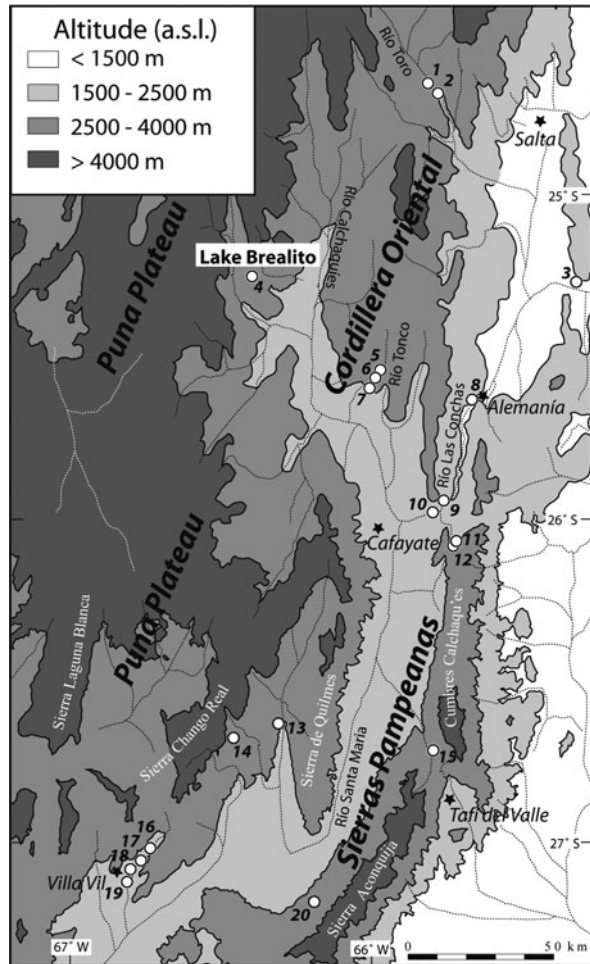 Altitude (a.s.l.)
< 1500 m
1500 - 2500 m
2500 - 4000 m
> 4000 m
Río Toro
1
2
Salta
25°S
Río Calchaquíes
Cordillera Oriental
Puna Plateau
Lake Brealito
4
3
5
6
7
Río Tonco
8
Alemanía
Río Las Conchas
10
9
26°S
Cafayate
11
12
Puna Plateau
Sierra Laguna Blanca
Sierra Chango Real
Sierra de Quilmes
Sierras Pampeanas
Cumbres Calchaqu'es
13
14
Río Santa Maria
15
Tafí del Valle
16
17
18
19
Villa Vil
27°S
20
Sierra Aconquija
67° W
66° W
0 50 km